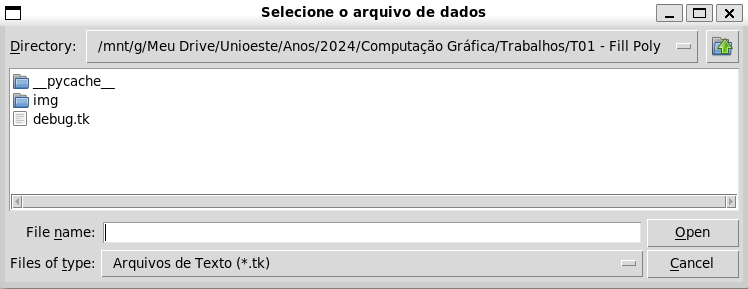 Selecione o arquivo de dados
Directory: /mnt/g/Meu Drive/Unioeste/Anos/2024/Computação Gráfica/Trabalhos/T01 - Fill Poly
__pycache__
img
debug.tk
File name: Open
Files of type: Arquivos de Texto (*.tk) Cancel